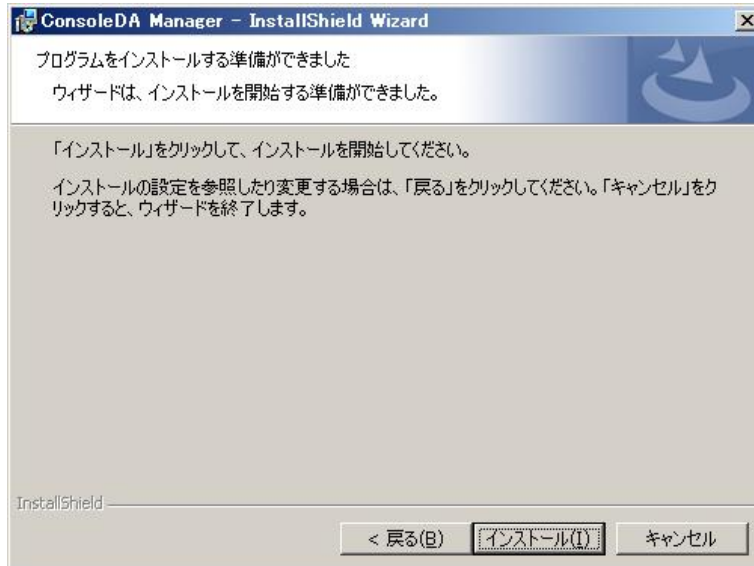 ConsoleDA Manager - InstallShield Wizard
プログラムをインストールする準備ができました
ウィザードは、インストールを開始する準備ができました。
「インストール」をクリックして、インストールを開始してください。
インストールの設定を参照したり変更する場合は、「戻る」をクリックしてください。「キャンセル」をク
リックすると、ウィザードを終了します。
InstallShield
< 戻る(B) インストール(I) キャンセル